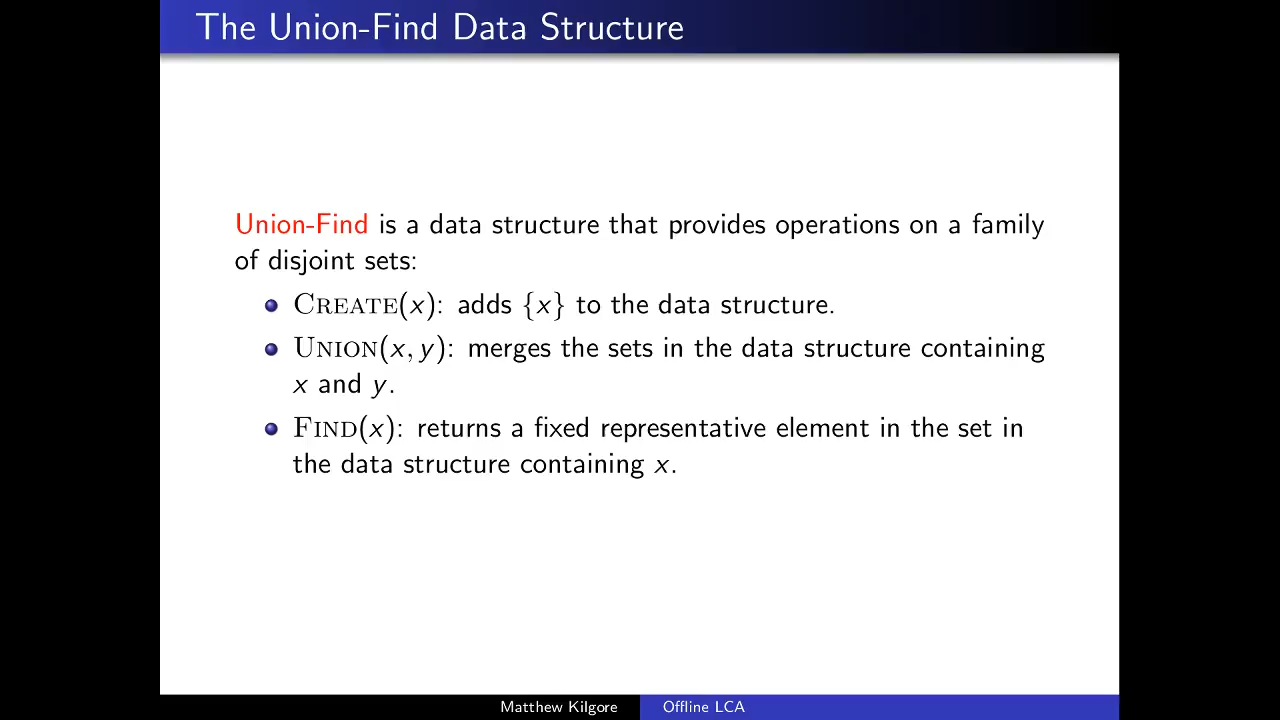 The Union-Find Data Structure
Union-Find is a data structure that provides operations on a family
of disjoint sets:
CREATE(x): adds {x} to the data structure.
UNION(x, y): merges the sets in the data structure containing
x and y.
FIND(x): returns a fixed representative element in the set in
the data structure containing x.
Matthew Kilgore
Offline LCA